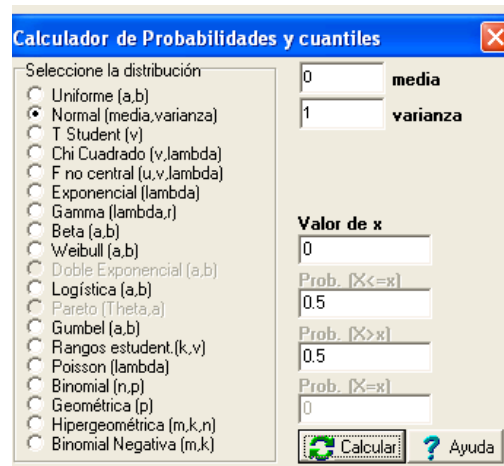 Calculador de Probabilidades y cuantiles
Seleccione la distribución
Uniforme (a,b)
Normal (media,varianza)
T Student (v)
Chi Cuadrado (v,lambda)
F no central (u,v,lambda)
Exponencial (lambda)
Gamma (lambda,r)
Beta (a,b)
Weibull (a,b)
Doble Exponencial (a,b)
Logística (a,b)
Pareto (Theta,a)
Gumbel (a,b)
Rangos estudent.(k,v)
Poisson (lambda)
Binomial (n,p)
Geométrica (p)
Hipergeométrica (m,k,n)
Binomial Negativa (m,k)
0 media
1 varianza
Valor de x
0
Prob. (X<=x)
0.5
Prob. (X>x)
0.5
Prob. (X=x)
0
Calcular ? Ayuda